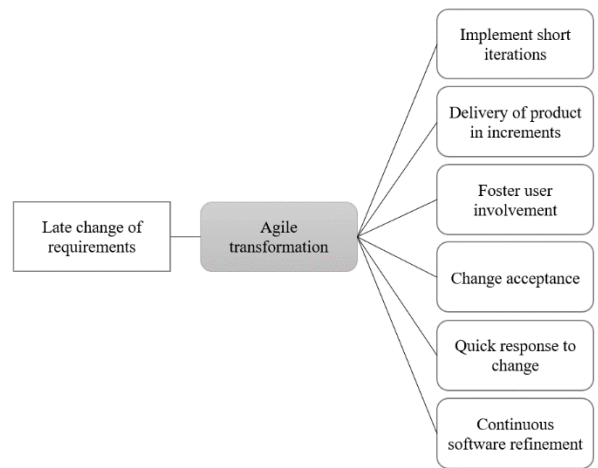 Late change of
requirements
Agile
transformation
Implement short
iterations
Delivery of product
in increments
Foster user
involvement
Change acceptance
Quick response to
change
Continuous
software refinement